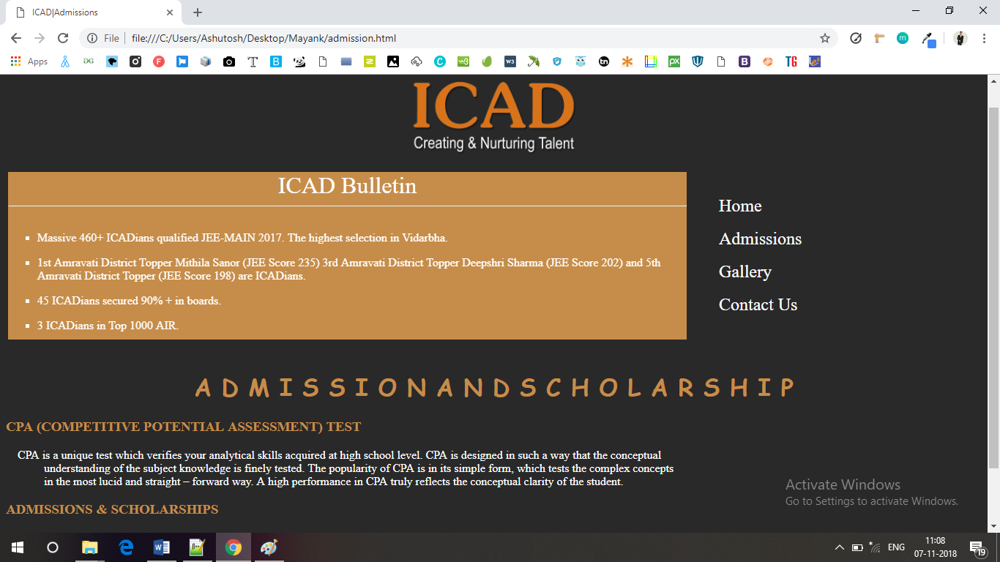 ICAD|Admissions
File
file:///C:/Users/Ashutosh/Desktop/Mayank/admission.html
Apps
ICAD
Creating & Nurturing Talent
ICAD Bulletin
Massive 460+ ICADians qualified JEE-MAIN 2017. The highest selection in Vidarbha.
1st Amravati District Topper Mithila Sanor (JEE Score 235) 3rd Amravati District Topper Deepshri Sharma (JEE Score 202) and 5th
Amravati District Topper (JEE Score 198) are ICADians.
45 ICADians secured 90% + in boards.
3 ICADians in Top 1000 AIR.
Home
Admissions
Gallery
Contact Us
A D M I S S I O N A N D S C H O L A R S H I P
CPA (COMPETITIVE POTENTIAL ASSESSMENT) TEST
CPA is a unique test which verifies your analytical skills acquired at high school level. CPA is designed in such a way that the conceptual
understanding of the subject knowledge is finely tested. The popularity of CPA is in its simple form, which tests the complex concepts
in the most lucid and straight – forward way. A high performance in CPA truly reflects the conceptual clarity of the student.
ADMISSIONS & SCHOLARSHIPS
Activate Windows
Go to Settings to activate Windows.
ENG
11:08
07-11-2018
19